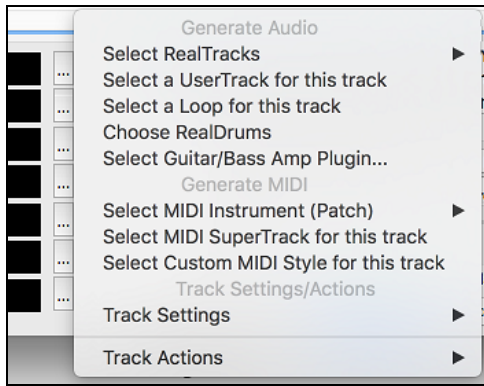 Generate Audio
Select RealTracks
Select a UserTrack for this track
Select a Loop for this track
Choose RealDrums
Select Guitar/Bass Amp Plugin...
Generate MIDI
Select MIDI Instrument (Patch)
Select MIDI SuperTrack for this track
Select Custom MIDI Style for this track
Track Settings/Actions
Track Settings
Track Actions
...
...
...
...
...
...
...